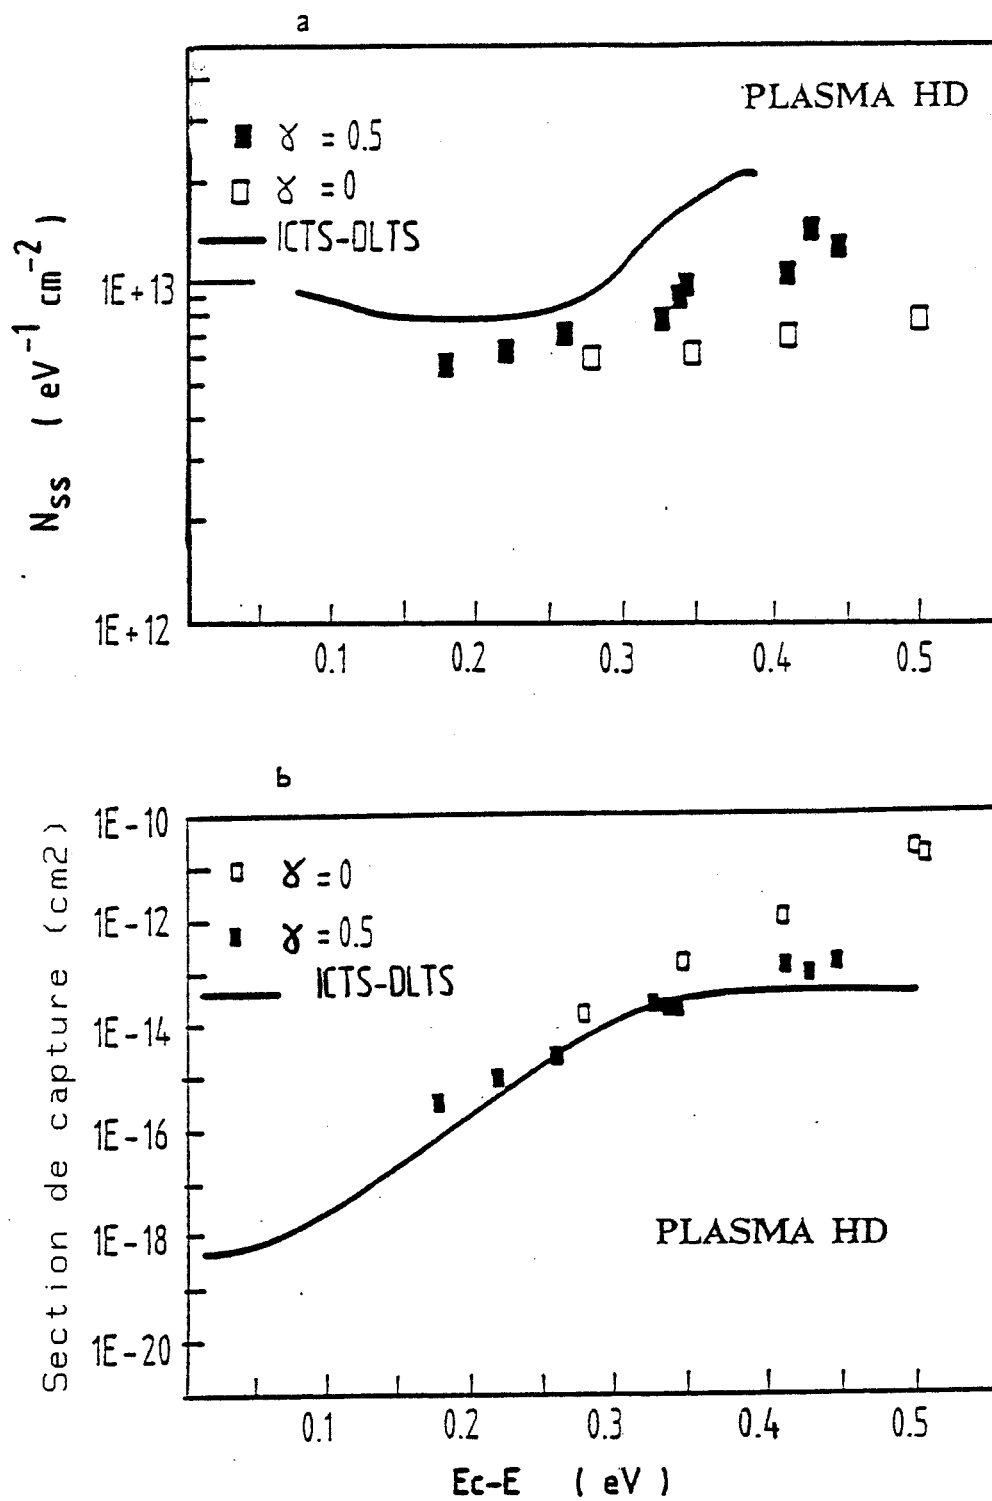 a
PLASMA HD
ɣ = 0.5
ɣ = 0
ICTS-DLTS
1E+13
1E+12
Nss ( eV⁻¹ cm⁻² )
0.1 0.2 0.3 0.4 0.5
b
1E-10
ɣ = 0
1E-12
ɣ = 0.5
ICTS-DLTS
1E-14
1E-16
1E-18
1E-20
PLASMA HD
Section de capture (cm2)
0.1 0.2 0.3 0.4 0.5
Ec-E ( eV )